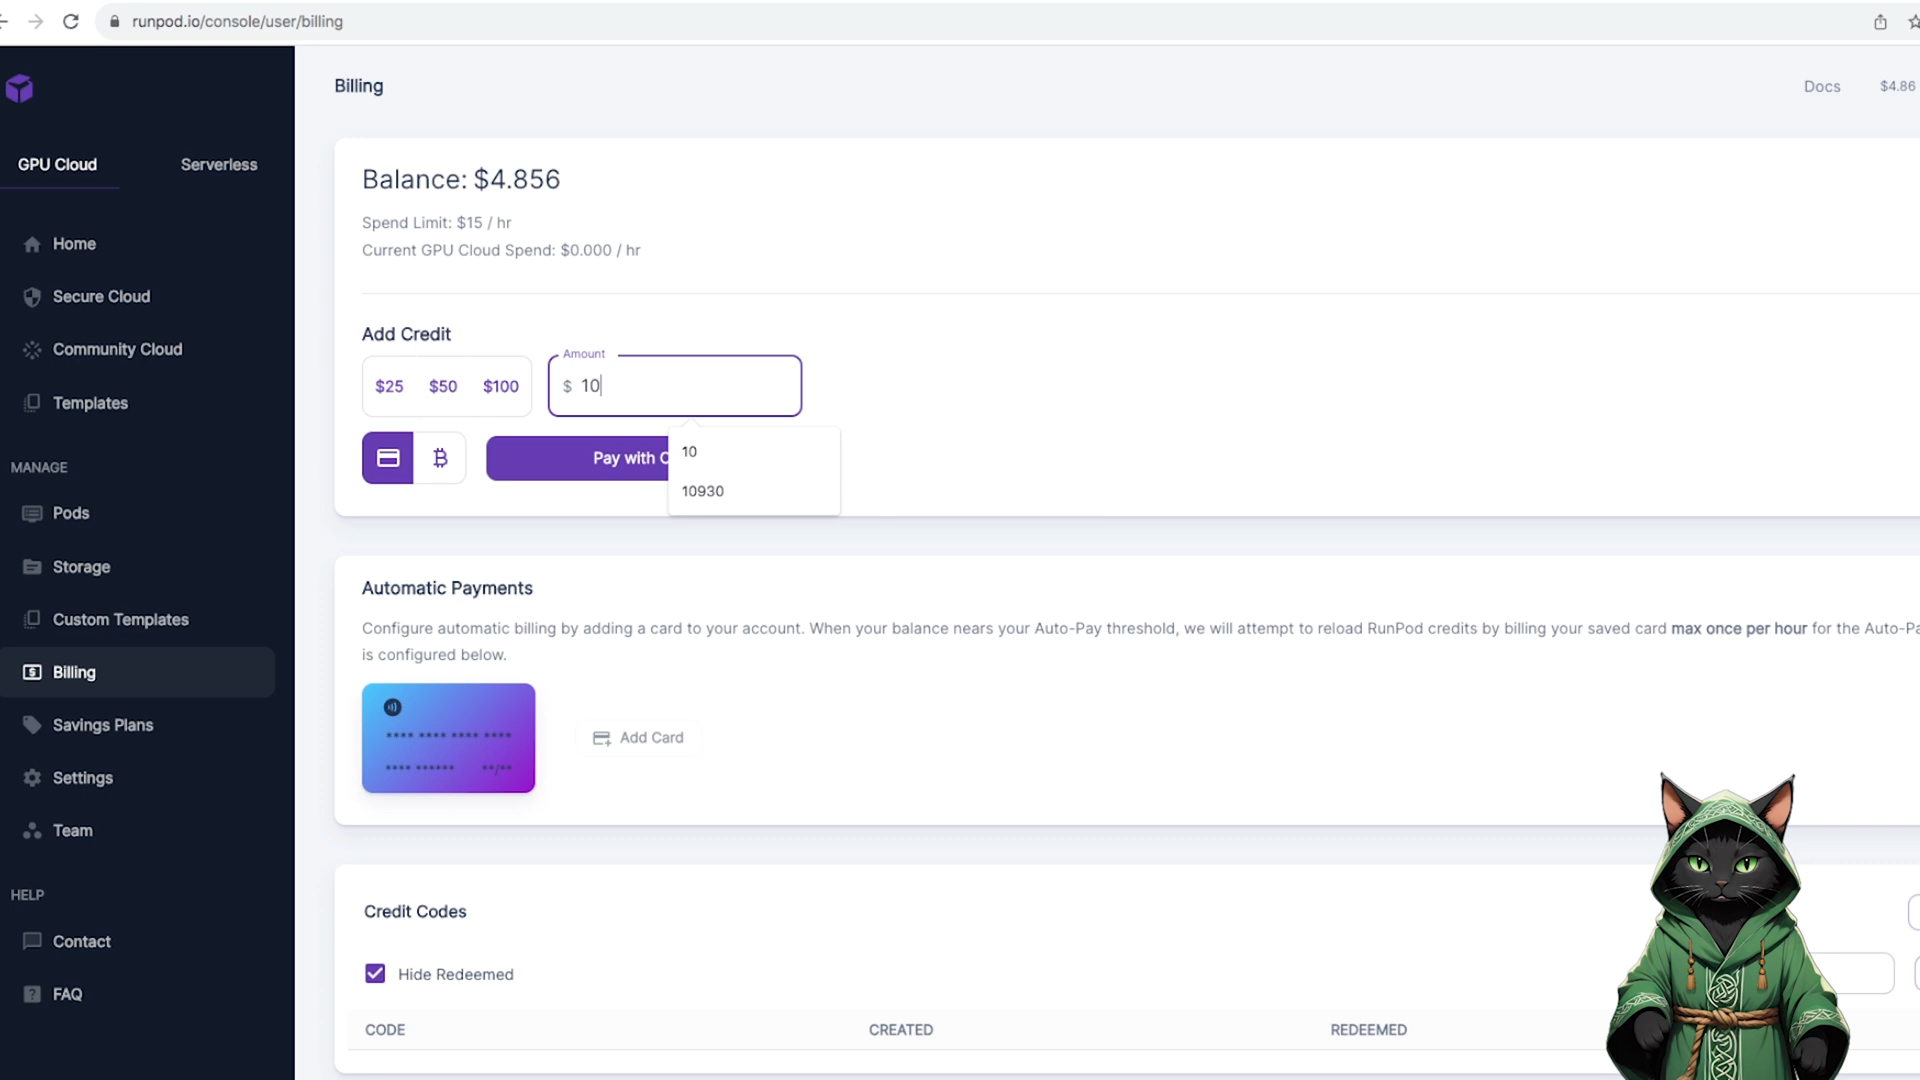 runpod.io/console/user/billing
Billing
Docs
$4.86
GPU Cloud
Serverless
Home
Secure Cloud
Community Cloud
Templates
MANAGE
Pods
Storage
Custom Templates
Billing
Savings Plans
Settings
Team
HELP
Contact
FAQ
Balance: $4.856
Spend Limit: $15 / hr
Current GPU Cloud Spend: $0.000 / hr
Add Credit
$25 $50 $100
Amount
$ 10
Pay with
10
10930
Automatic Payments
Configure automatic billing by adding a card to your account. When your balance nears your Auto-Pay threshold, we will attempt to reload RunPod credits by billing your saved card max once per hour for the
is configured below.
**** **** **** ****
**** ****** **/**
Add Card
Credit Codes
Hide Redeemed
CODE CREATED REDEEMED